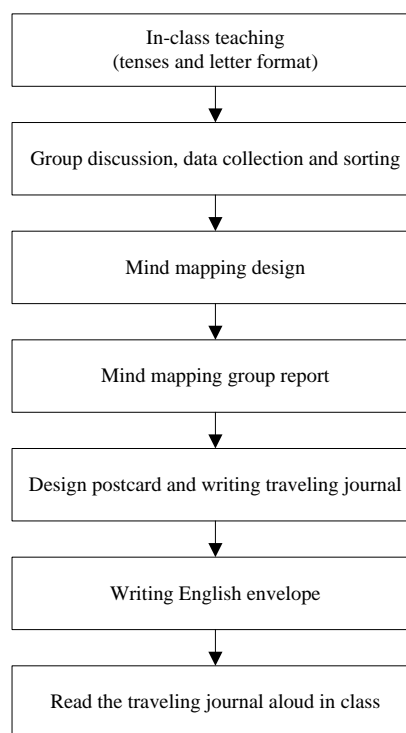 In-class teaching
(tenses and letter format)
Group discussion, data collection and sorting
Mind mapping design
Mind mapping group report
Design postcard and writing traveling journal
Writing English envelope
Read the traveling journal aloud in class